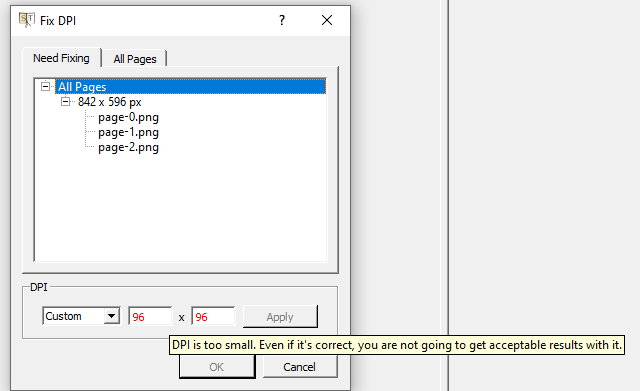 Fix DPI
?
Need Fixing
All Pages
All Pages
842 x 596 px
page-0.png
page-1.png
page-2.png
DPI
Custom
96
x
96
Apply
DPI is too small. Even if it's correct, you are not going to get acceptable results with it.
OK
Cancel